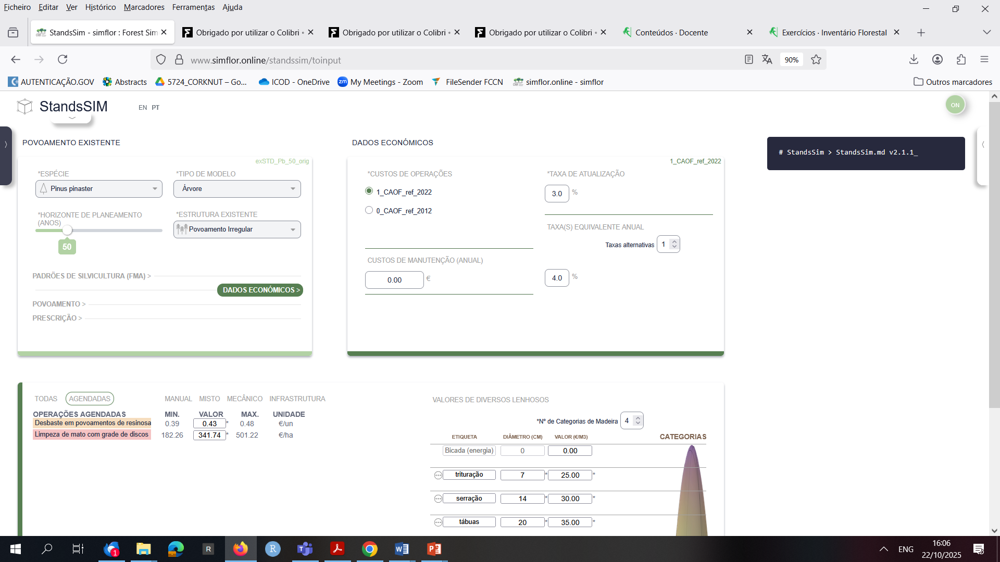 Ficheiro Editar Ver Histórico Marcadores Ferramentas Ajuda
StandsSim - simflor : Forest Sim
Obrigado por utilizar o Colibri •
Obrigado por utilizar o Colibri •
Obrigado por utilizar o Colibri •
Conteúdos · Docente
Exercícios · Inventário Florestal
www.simflor.online/standssim/toinput
90%
AUTENTICAÇÃO.GOV
Abstracts
5724_CORKNUT – Go...
ICOD - OneDrive
zm My Meetings - Zoom
FileSender FCCN
simflor.online - simflor
Outros marcadores
StandsSIM
EN PT
ON
POVOAMENTO EXISTENTE
exSTD_Pb_50_orig
*ESPÉCIE
*TIPO DE MODELO
Pinus pinaster
Árvore
*HORIZONTE DE PLANEAMENTO
(ANOS)
*ESTRUTURA EXISTENTE
Povoamento Irregular
50
PADRÕES DE SILVICULTURA (FMA) >
DADOS ECONÓMICOS >
POVOAMENTO >
PRESCRIÇÃO >
DADOS ECONÓMICOS
1_CAOF_ref_2022
*CUSTOS DE OPERAÇÕES
*TAXA DE ATUALIZAÇÃO
1_CAOF_ref_2022
3.0 %
0_CAOF_ref_2012
TAXA(S) EQUIVALENTE ANUAL
Taxas alternativas 1
CUSTOS DE MANUTENÇÃO (ANUAL)
0.00 €
4.0 %
# StandsSim > StandsSim.md v2.1.1_
TODAS AGENDADAS MANUAL MISTO MECÂNICO INFRASTRUTURA
OPERAÇÕES AGENDADAS MIN. VALOR MAX. UNIDADE
Desbaste em povoamentos de resinosa 0.39 0.43 * 0.48 €/un
Limpeza de mato com grade de discos 182.26 341.74 * 501.22 €/ha
VALORES DE DIVERSOS LENHOSOS
*Nº de Categorias de Madeira 4
ETIQUETA DIÂMETRO (CM) VALOR (€/M3) CATEGORIAS
Bicada (energia) 0 0.00
trituração 7 * 25.00 *
serração 14 * 30.00 *
tábuas 20 * 35.00 *
1
R
R
ENG
16:06
22/10/2025